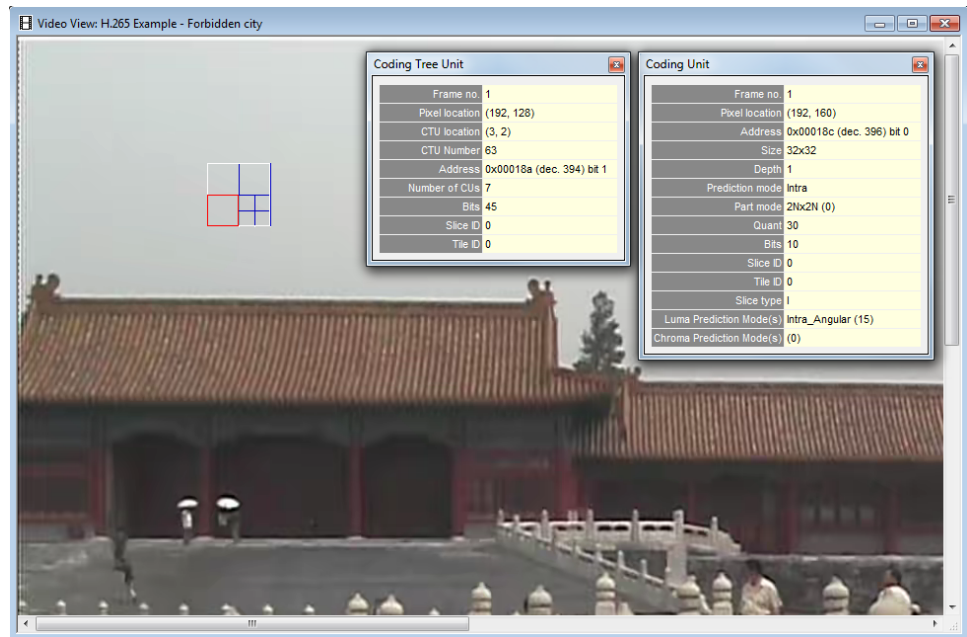 Video View: H.265 Example - Forbidden city
Coding Tree Unit
Frame no. 1
Pixel location (192, 128)
CTU location (3, 2)
CTU Number 63
Address 0x00018a (dec. 394) bit 1
Number of CUs 7
Bits 45
Slice ID 0
Tile ID 0
Coding Unit
Frame no. 1
Pixel location (192, 160)
Address 0x00018c (dec. 396) bit 0
Size 32x32
Depth 1
Prediction mode Intra
Part mode 2Nx2N (0)
Quant 30
Bits 10
Slice ID 0
Tile ID 0
Slice type I
Luma Prediction Mode(s) Intra_Angular (15)
Chroma Prediction Mode(s) (0)